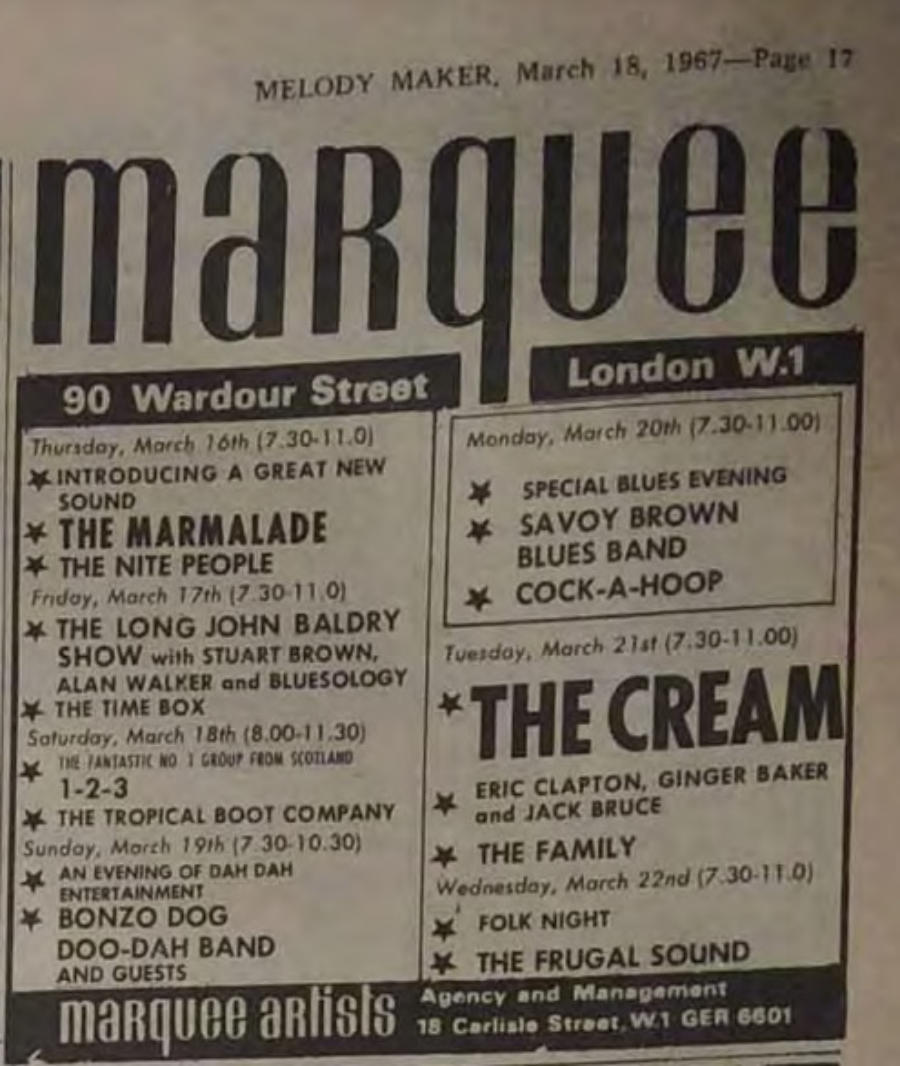 MELODY MAKER, March 18, 1967—Page 17
marquee
90 Wardour Street
London W.1
Thursday, March 16th (7.30-11.0)
INTRODUCING A GREAT NEW
SOUND
THE MARMALADE
THE NITE PEOPLE
Friday, March 17th (7.30-11.0)
THE LONG JOHN BALDRY
SHOW with STUART BROWN,
ALAN WALKER and BLUESOLOGY
THE TIME BOX
Saturday, March 18th (8.00-11.30)
THE FANTASTIC NO 1 GROUP FROM SCOTLAND
1-2-3
THE TROPICAL BOOT COMPANY
Sunday, March 19th (7.30-10.30)
AN EVENING OF DAH DAH
ENTERTAINMENT
BONZO DOG
DOO-DAH BAND
AND GUESTS
Monday, March 20th (7.30-11.00)
SPECIAL BLUES EVENING
SAVOY BROWN
BLUES BAND
COCK-A-HOOP
Tuesday, March 21st (7.30-11.00)
THE CREAM
ERIC CLAPTON, GINGER BAKER
and JACK BRUCE
THE FAMILY
Wednesday, March 22nd (7.30-11.0)
FOLK NIGHT
THE FRUGAL SOUND
marquee artists
Agency and Management
18 Carlisle Street, W.1 GER 6601